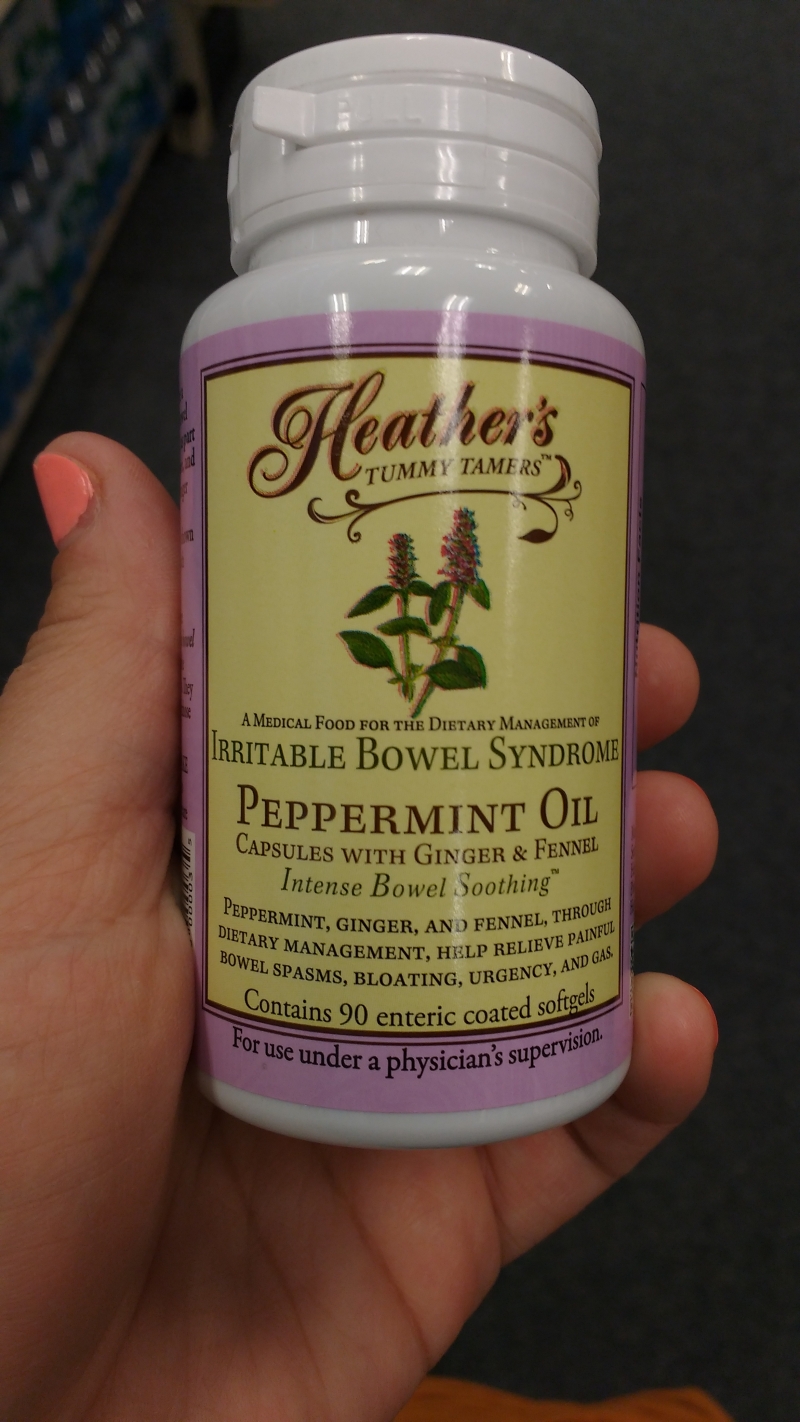 Heather's
TUMMY TAMERS™
A MEDICAL FOOD FOR THE DIETARY MANAGEMENT OF
IRRITABLE BOWEL SYNDROME
PEPPERMINT OIL
CAPSULES WITH GINGER & FENNEL
Intense Bowel Soothing™
PEPPERMINT, GINGER, AND FENNEL, THROUGH
DIETARY MANAGEMENT, HELP RELIEVE PAINFUL
BOWEL SPASMS, BLOATING, URGENCY, AND GAS.
Contains 90 enteric coated softgels
For use under a physician's supervision.